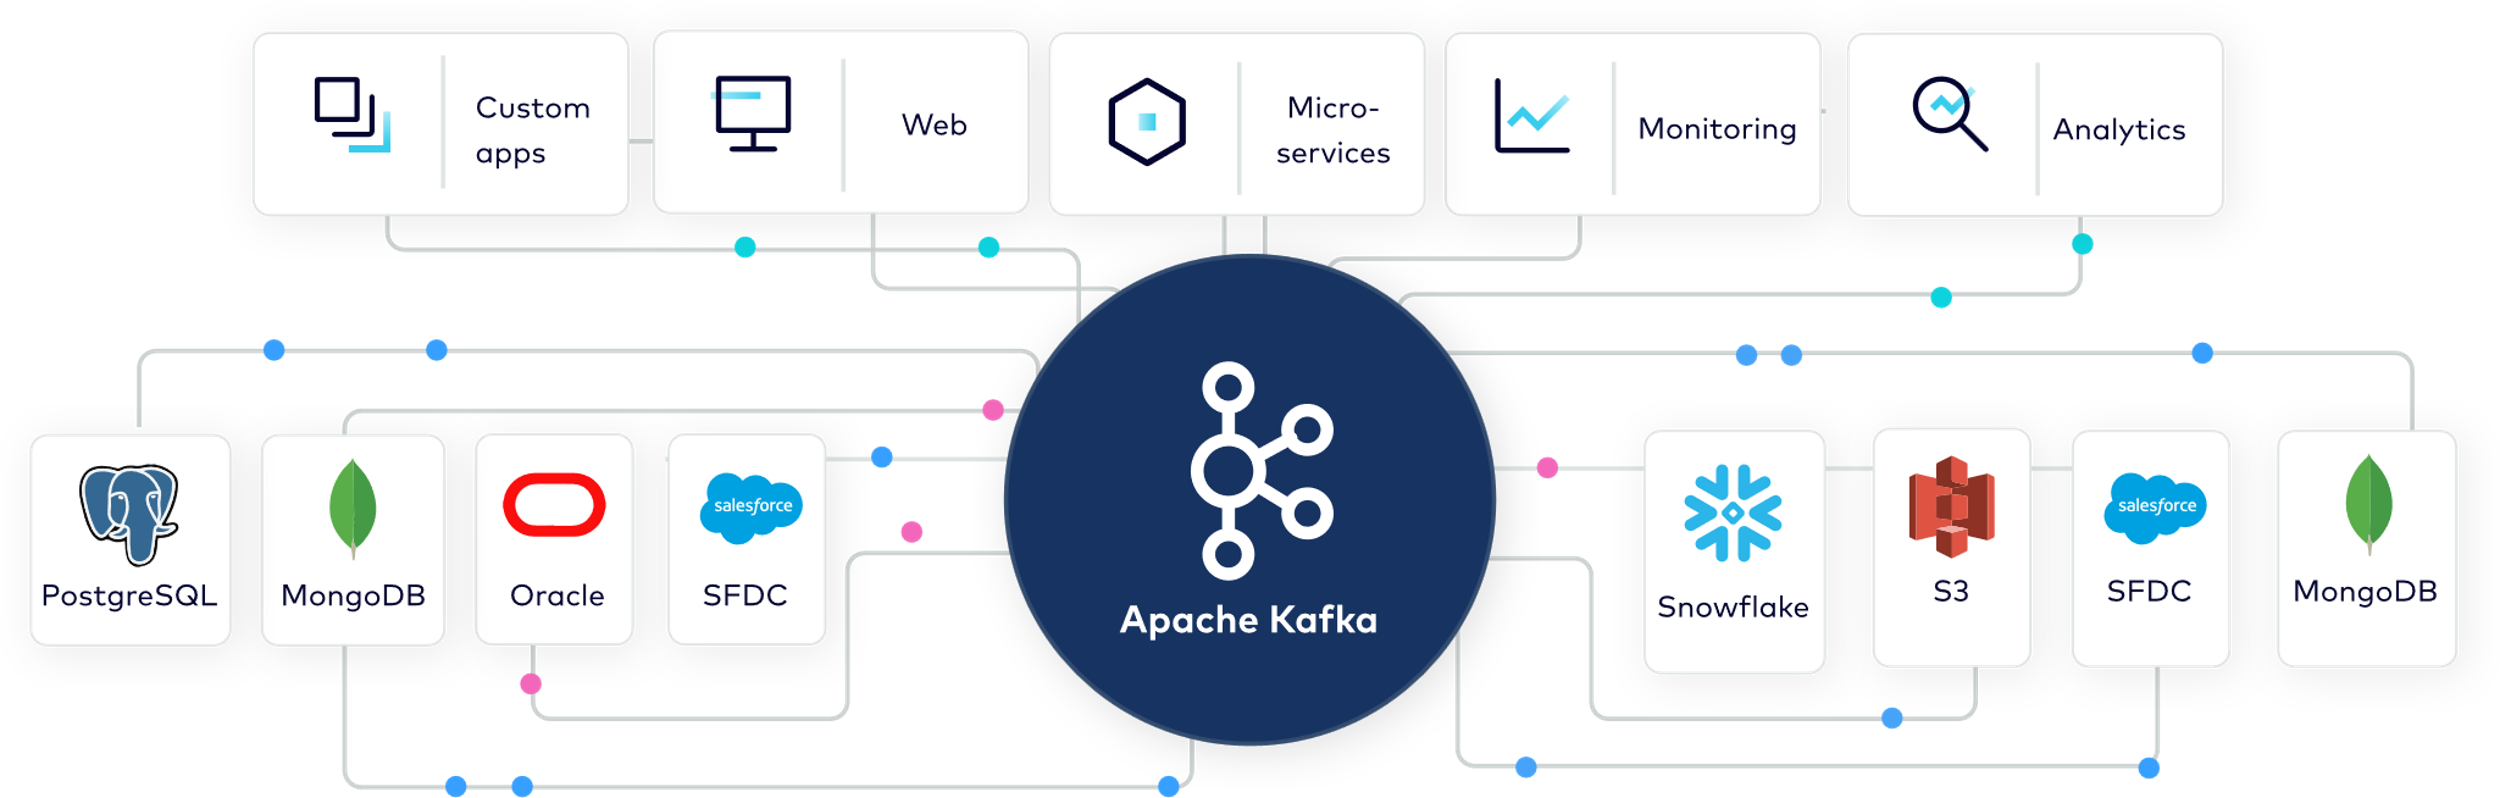 Custom
apps
Web
Micro-
services
Monitoring
Analytics
PostgreSQL
MongoDB
Oracle
salesforce
SFDC
Apache Kafka
Snowflake
S3
salesforce
SFDC
MongoDB